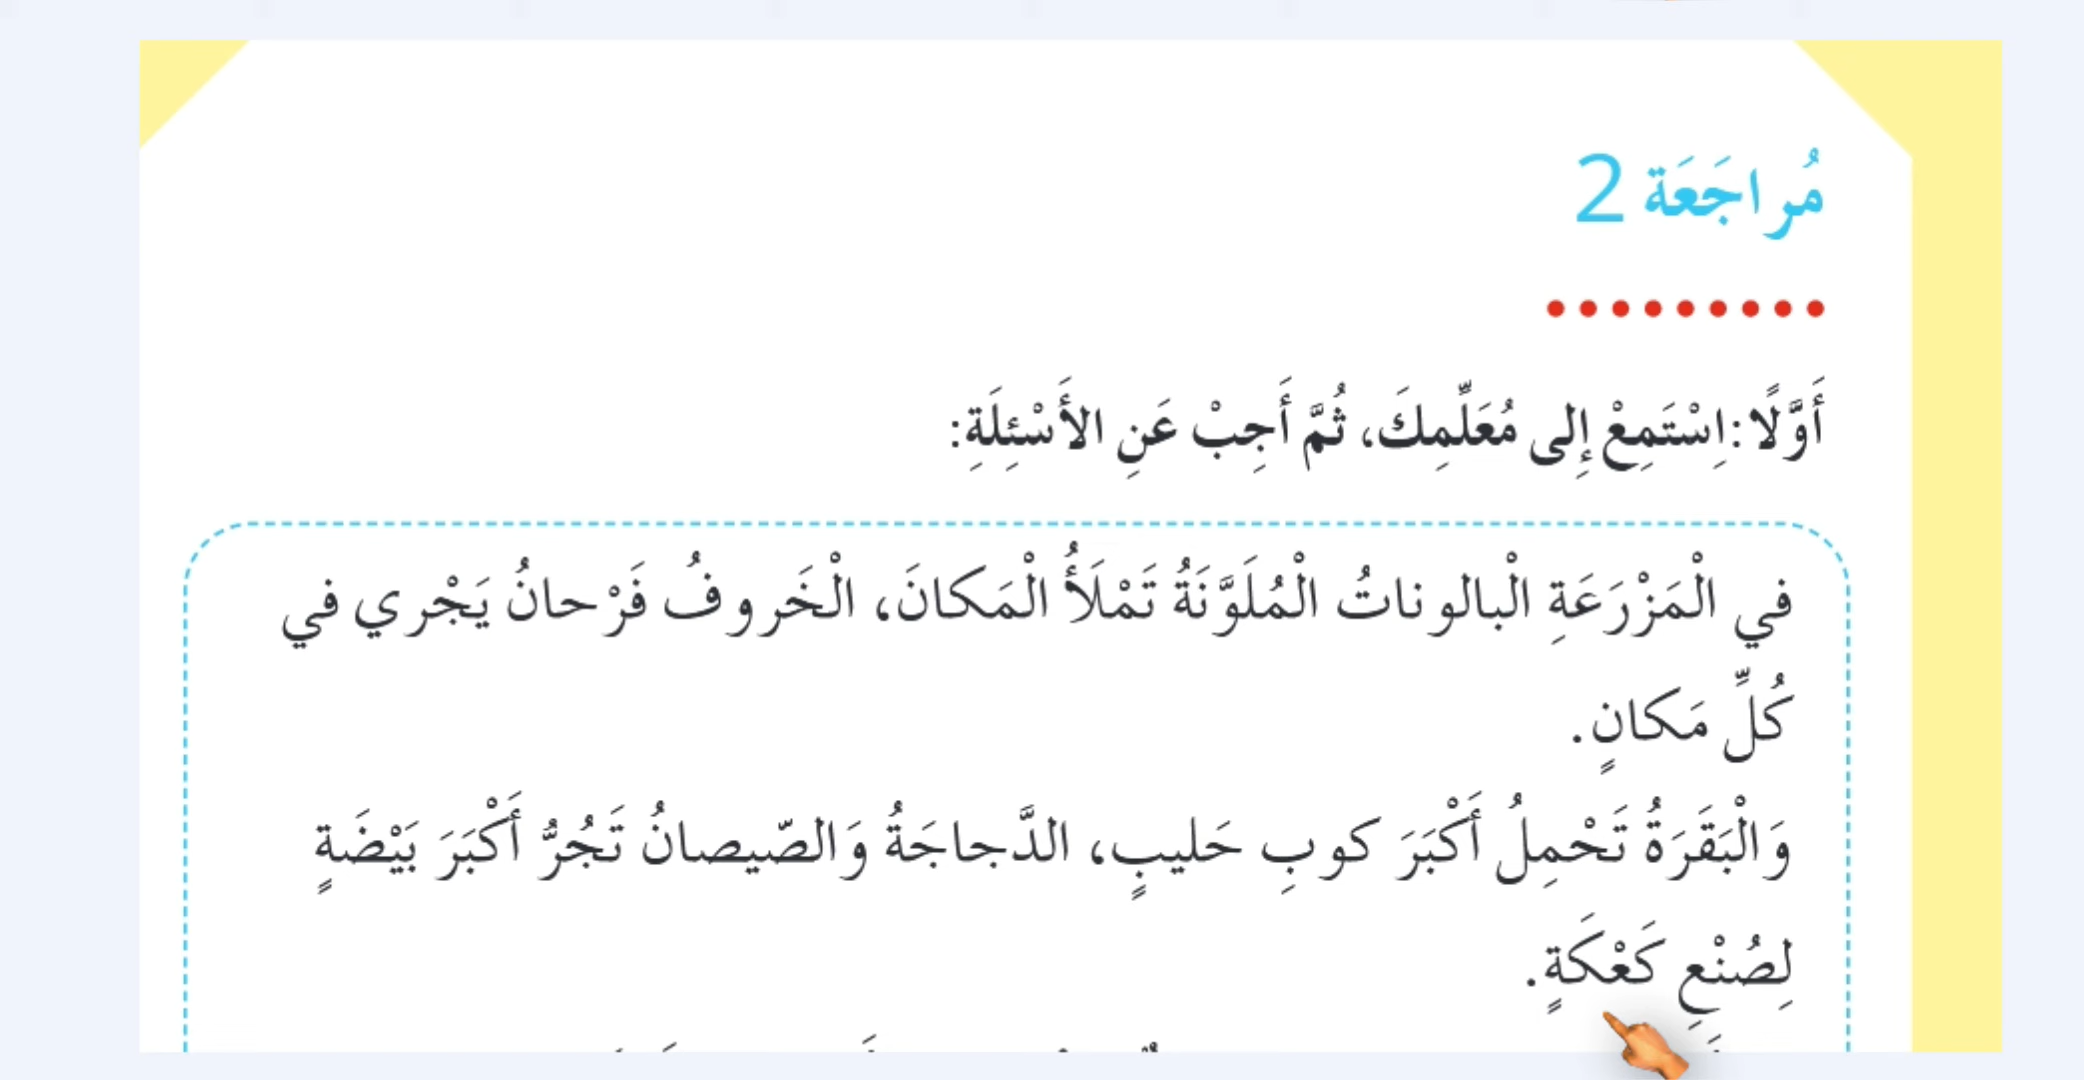 مُراجَعَة 2
أَوَّلًا: اِسْتَمِعْ إِلى مُعَلِّمِكَ، ثُمَّ أَجِبْ عَنِ الأَسْئِلَةِ:
في الْمَزْرَعَةِ الْبالوناتُ الْمُلَوَّنَةُ تَمْلَأُ الْمَكانَ، الْخَروفُ فَرْحانُ يَجْري في
كُلِّ مَكانٍ.
وَالْبَقَرَةُ تَحْمِلُ أَكْبَرَ كوبِ حَليبٍ، الدَّجاجَةُ وَالصّيصانُ تَجُرُّ أَكْبَرَ بَيْضَةٍ
لِصُنْعِ كَعْكَةٍ.